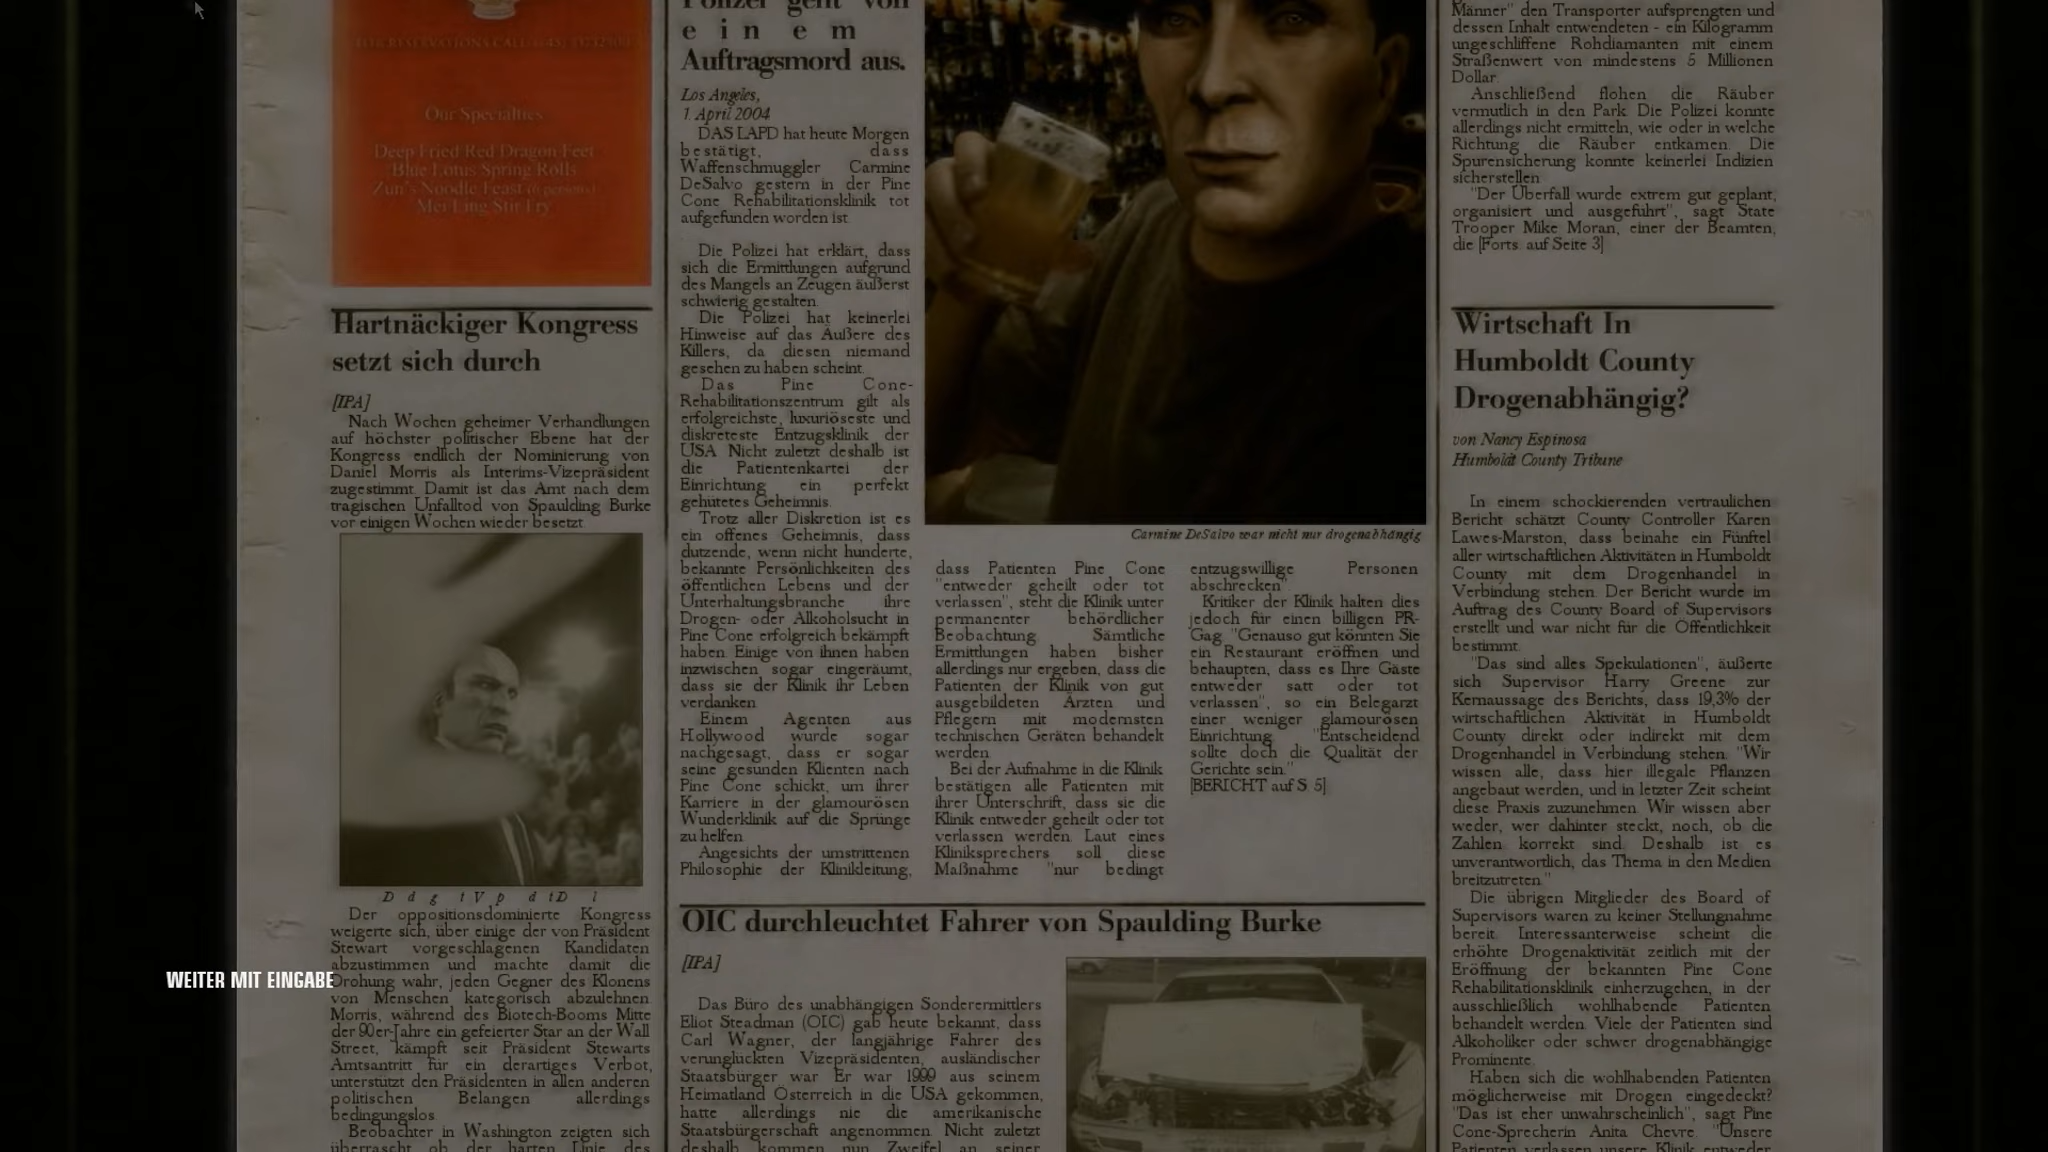 FOR RESERVATIONS CALL
Our Specialties
Deep Fried Red Dragon Feet
Blue Lotus Spring Rolls
Zun's Noodle Feast (6 persons)
Mei Ling Stir Fry
Hartnäckiger Kongress
setzt sich durch
[IPA]
Nach Wochen geheimer Verhandlungen
auf höchster politischer Ebene hat der
Kongress endlich der Nominierung von
Daniel Morris als Interims-Vizepräsident
zugestimmt. Damit ist das Amt nach dem
tragischen Unfalltod von Spaulding Burke
vor einigen Wochen wieder besetzt.
D d g t V p d t D l
Der oppositionsdominierte Kongress
weigerte sich, über einige der von Präsident
Stewart vorgeschlagenen Kandidaten
abzustimmen und machte damit die
Drohung wahr, jeden Gegner des Klonens
von Menschen kategorisch abzulehnen
Morris, während des Biotech-Booms Mitte
der 90er-Jahre ein gefeierter Star an der Wall
Street, kämpft seit Präsident Stewarts
Amtsantritt für ein derartiges Verbot,
unterstützt den Präsidenten in allen anderen
politischen Belangen allerdings
bedingungslos.
Beobachter in Washington zeigten sich
überrascht ob der harten Linie des
WEITER MIT EINGABE
Polizei geht von
einem
Auftragsmord aus.
Los Angeles,
1. April 2004
DAS LAPD hat heute Morgen
bestätigt, dass
Waffenschmuggler Carmine
DeSalvo gestern in der Pine
Cone Rehabilitationsklinik tot
aufgefunden worden ist
Die Polizei hat erklärt, dass
sich die Ermittlungen aufgrund
des Mangels an Zeugen äußerst
schwierig gestalten.
Die Polizei hat keinerlei
Hinweise auf das Äußere des
Killers, da diesen niemand
gesehen zu haben scheint.
Das Pine Cone-
Rehabilitationszentrum gilt als
erfolgreichste, luxuriöseste und
diskreteste Entzugsklinik der
USA. Nicht zuletzt deshalb ist
die Patientenkartei der
Einrichtung ein perfekt
gehütetes Geheimnis.
Trotz aller Diskretion ist es
ein offenes Geheimnis, dass
dutzende, wenn nicht hunderte,
bekannte Persönlichkeiten des
öffentlichen Lebens und der
Unterhaltungsbranche ihre
Drogen- oder Alkoholsucht in
Pine Cone erfolgreich bekämpft
haben. Einige von ihnen haben
inzwischen sogar eingeräumt,
dass sie der Klinik ihr Leben
verdanken.
Einem Agenten aus
Hollywood wurde sogar
nachgesagt, dass er sogar
seine gesunden Klienten nach
Pine Cone schickt, um ihrer
Karriere in der glamourösen
Wunderklinik auf die Sprünge
zu helfen
Angesichts der umstrittenen
Philosophie der Klinikleitung,
Carmine DeSalvo war nicht nur drogenabhängig
dass Patienten Pine Cone
"entweder geheilt oder tot
verlassen", steht die Klinik unter
permanenter behördlicher
Beobachtung. Sämtliche
Ermittlungen haben bisher
allerdings nur ergeben, dass die
Patienten der Klinik von gut
ausgebildeten Ärzten und
Pflegern mit modernsten
technischen Geräten behandelt
werden
Bei der Aufnahme in die Klinik
bestätigen alle Patienten mit
ihrer Unterschrift, dass sie die
Klinik entweder geheilt oder tot
verlassen werden. Laut eines
Kliniksprechers soll diese
Maßnahme "nur bedingt
entzugswillige Personen
abschrecken".
Kritiker der Klinik halten dies
jedoch für einen billigen PR-
Gag. "Genauso gut könnten Sie
ein Restaurant eröffnen und
behaupten, dass es Ihre Gäste
entweder satt oder tot
verlassen", so ein Belegarzt
einer weniger glamourösen
Einrichtung. "Entscheidend
sollte doch die Qualität der
Gerichte sein."
[BERICHT auf S. 5]
OIC durchleuchtet Fahrer von Spaulding Burke
[IPA]
Das Büro des unabhängigen Sonderermittlers
Eliot Steadman (OIC) gab heute bekannt, dass
Carl Wagner, der langjährige Fahrer des
verunglückten Vizepräsidenten, ausländischer
Staatsbürger war. Er war 1999 aus seinem
Heimatland Österreich in die USA gekommen,
hatte allerdings nie die amerikanische
Staatsbürgerschaft angenommen. Nicht zuletzt
deshalb kommen nun Zweifel an seiner
Männer" den Transporter aufsprengten und
dessen Inhalt entwendeten - ein Kilogramm
ungeschliffene Rohdiamanten mit einem
Straßenwert von mindestens 5 Millionen
Dollar.
Anschließend flohen die Räuber
vermutlich in den Park. Die Polizei konnte
allerdings nicht ermitteln, wie oder in welche
Richtung die Räuber entkamen. Die
Spurensicherung konnte keinerlei Indizien
sicherstellen
"Der Überfall wurde extrem gut geplant,
organisiert und ausgeführt", sagt State
Trooper Mike Moran, einer der Beamten,
die [Forts. auf Seite 3]
Wirtschaft In
Humboldt County
Drogenabhängig?
von Nancy Espinosa
Humboldt County Tribune
In einem schockierenden vertraulichen
Bericht schätzt County Controller Karen
Lawes-Marston, dass beinahe ein Fünftel
aller wirtschaftlichen Aktivitäten in Humboldt
County mit dem Drogenhandel in
Verbindung stehen. Der Bericht wurde im
Auftrag des County Board of Supervisors
erstellt und war nicht für die Öffentlichkeit
bestimmt.
"Das sind alles Spekulationen", äußerte
sich Supervisor Harry Greene zur
Kernaussage des Berichts, dass 19,3% der
wirtschaftlichen Aktivität in Humboldt
County direkt oder indirekt mit dem
Drogenhandel in Verbindung stehen. "Wir
wissen alle, dass hier illegale Pflanzen
angebaut werden, und in letzter Zeit scheint
diese Praxis zuzunehmen. Wir wissen aber
weder, wer dahinter steckt, noch, ob die
Zahlen korrekt sind. Deshalb ist es
unverantwortlich, das Thema in den Medien
breitzutreten."
Die übrigen Mitglieder des Board of
Supervisors waren zu keiner Stellungnahme
bereit. Interessanterweise scheint die
erhöhte Drogenaktivität zeitlich mit der
Eröffnung der bekannten Pine Cone
Rehabilitationsklinik einherzugehen, in der
ausschließlich wohlhabende Patienten
behandelt werden. Viele der Patienten sind
Alkoholiker oder schwer drogenabhängige
Prominente.
Haben sich die wohlhabenden Patienten
möglicherweise mit Drogen eingedeckt?
"Das ist eher unwahrscheinlich", sagt Pine
Cone-Sprecherin Anita Chevre. "Unsere
Patienten verlassen unsere Klinik entweder